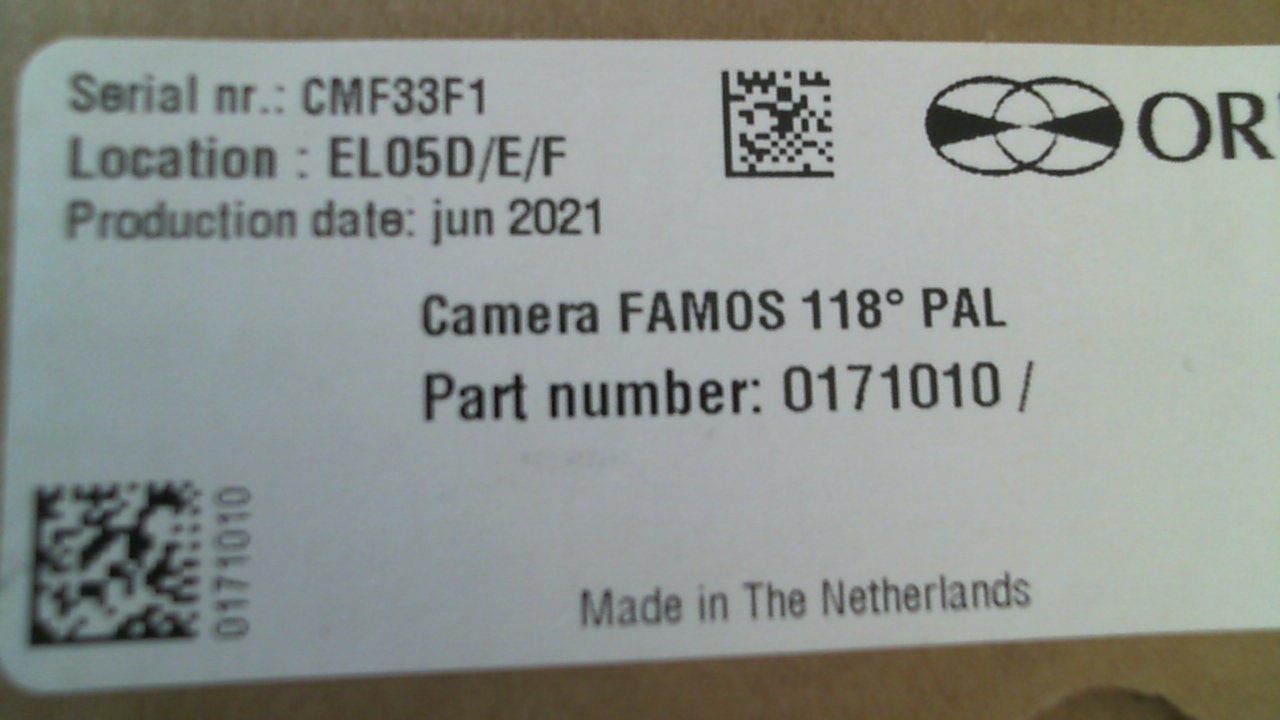 Serial nr.: CMF33F1
Location : EL05D/E/F
Production date: jun 2021
OR
Camera FAMOS 118° PAL
Part number: 0171010 /
0171010
Made in The Netherlands